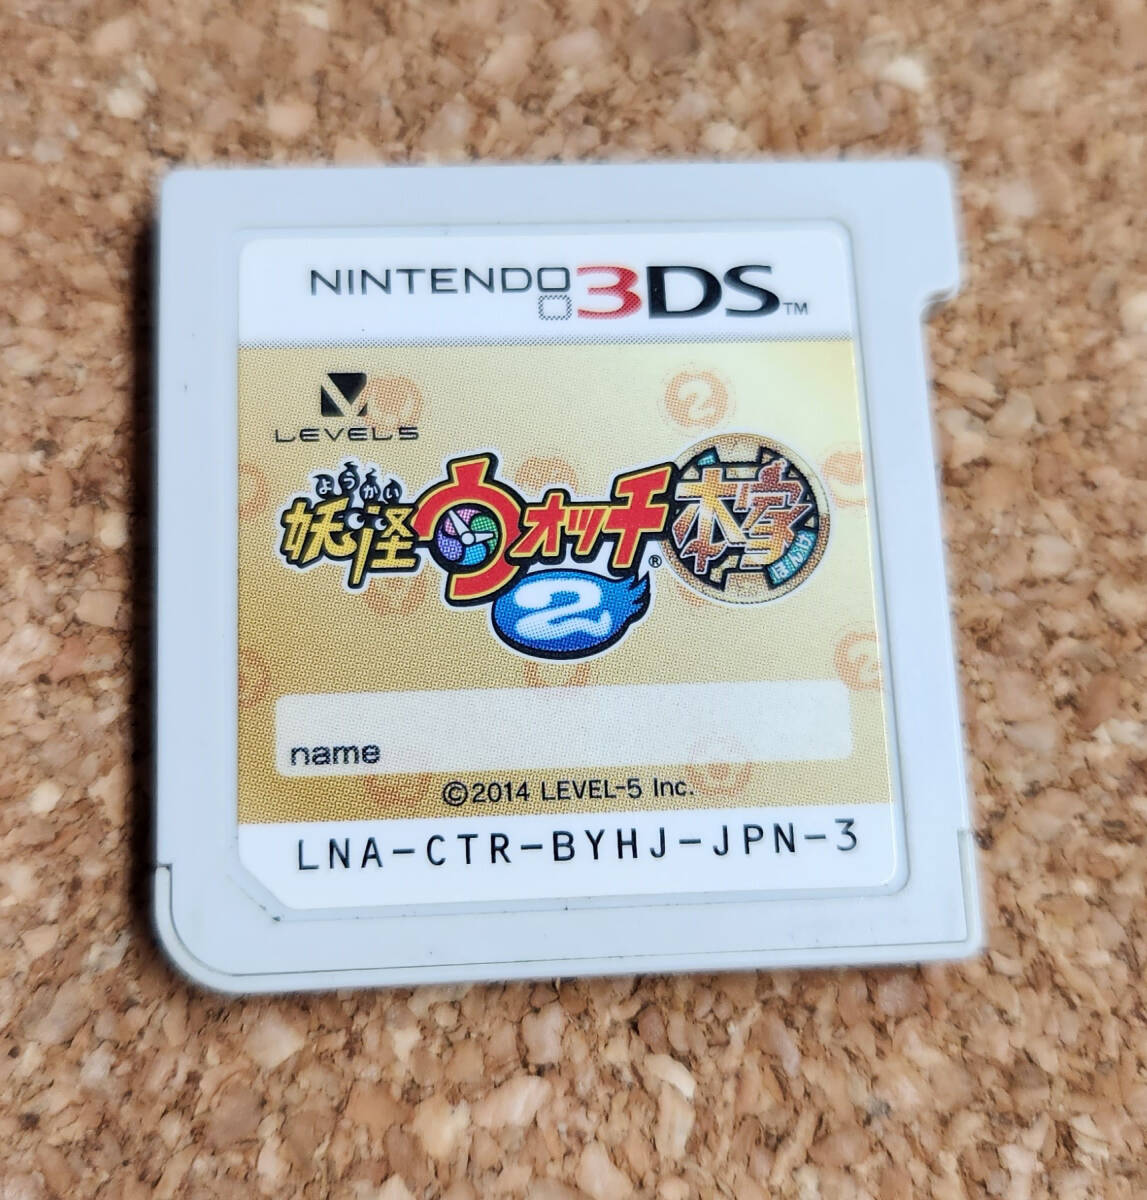 NINTENDO 3DS™
LEVEL5
ようかい
妖怪ウォッチ®
本家
ほんけ
2
name
©2014 LEVEL-5 Inc.
LNA-CTR-BYHJ-JPN-3